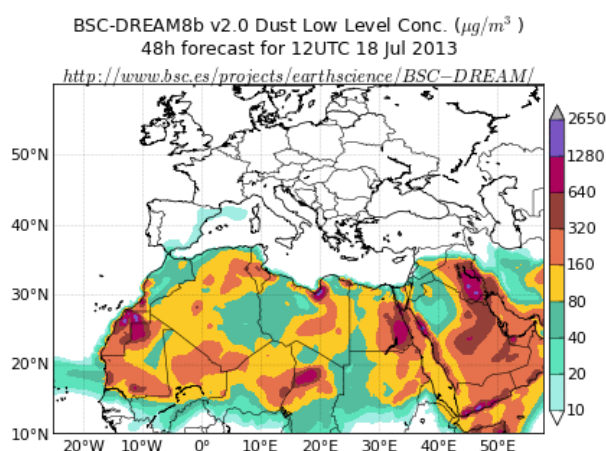 BSC-DREAM8b v2.0 Dust Low Level Conc. (μg/m³ )
48h forecast for 12UTC 18 Jul 2013
http://www.bsc.es/projects/earthscience/BSC−DREAM/
50°N
40°N
30°N
20°N
10°N
20°W
10°W
0°
10°E
20°E
30°E
40°E
50°E
2650
1280
640
320
160
80
40
20
10